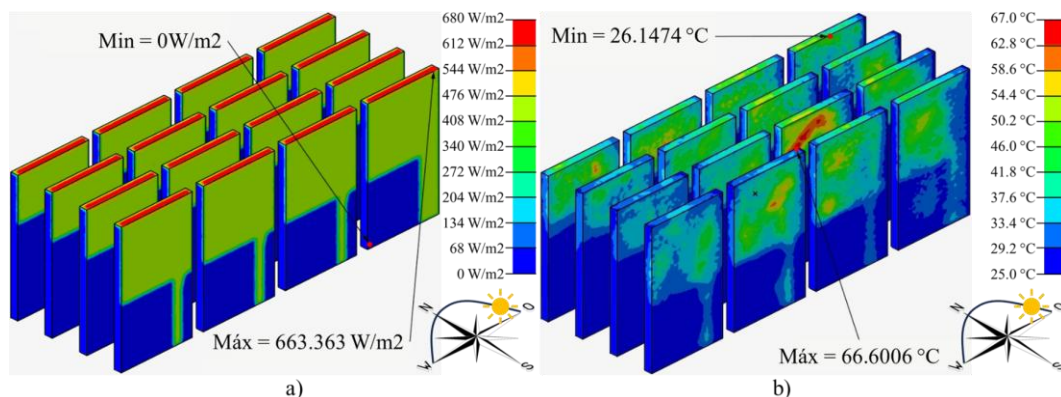 680 W/m2
612 W/m2
544 W/m2
476 W/m2
408 W/m2
340 W/m2
272 W/m2
204 W/m2
134 W/m2
68 W/m2
0 W/m2
Min = 0W/m2
Máx = 663.363 W/m2
N
O
W
S
a)
67.0 °C
62.8 °C
58.6 °C
54.4 °C
50.2 °C
46.0 °C
41.8 °C
37.6 °C
33.4 °C
29.2 °C
25.0 °C
Min = 26.1474 °C
Máx = 66.6006 °C
N
O
W
S
b)